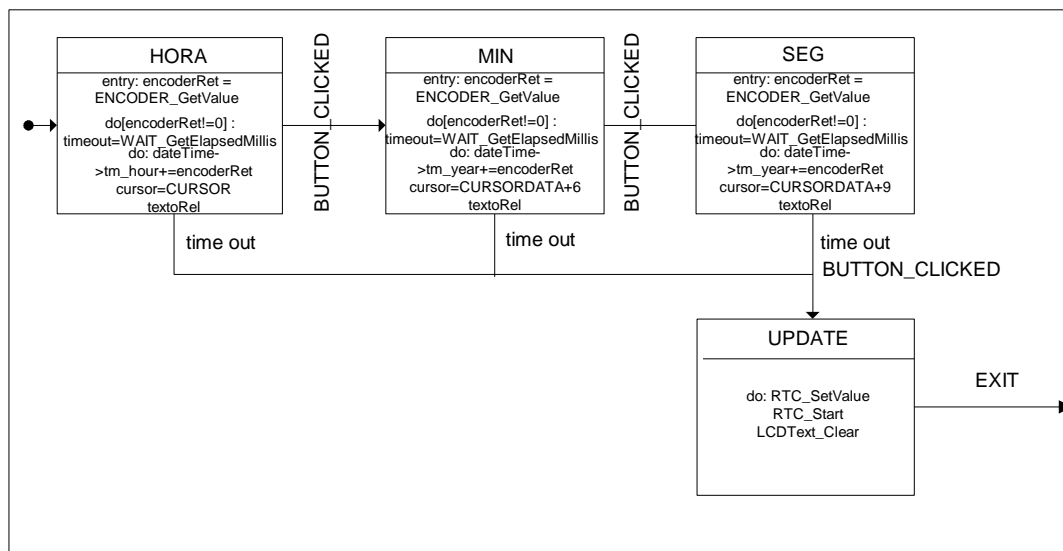 HORA
entry: encoderRet =
ENCODER_GetValue
do[encoderRet!=0] :
timeout=WAIT_GetElapsedMillis
do: dateTime-
>tm_hour+=encoderRet
cursor=CURSOR
textoRel
BUTTON_CLICKED
MIN
entry: encoderRet =
ENCODER_GetValue
do[encoderRet!=0] :
timeout=WAIT_GetElapsedMillis
do: dateTime-
>tm_year+=encoderRet
cursor=CURSORDATA+6
textoRel
BUTTON_CLICKED
SEG
entry: encoderRet =
ENCODER_GetValue
do[encoderRet!=0] :
timeout=WAIT_GetElapsedMillis
do: dateTime-
>tm_year+=encoderRet
cursor=CURSORDATA+9
textoRel
time out
time out
time out
BUTTON_CLICKED
UPDATE
do: RTC_SetValue
RTC_Start
LCDText_Clear
EXIT